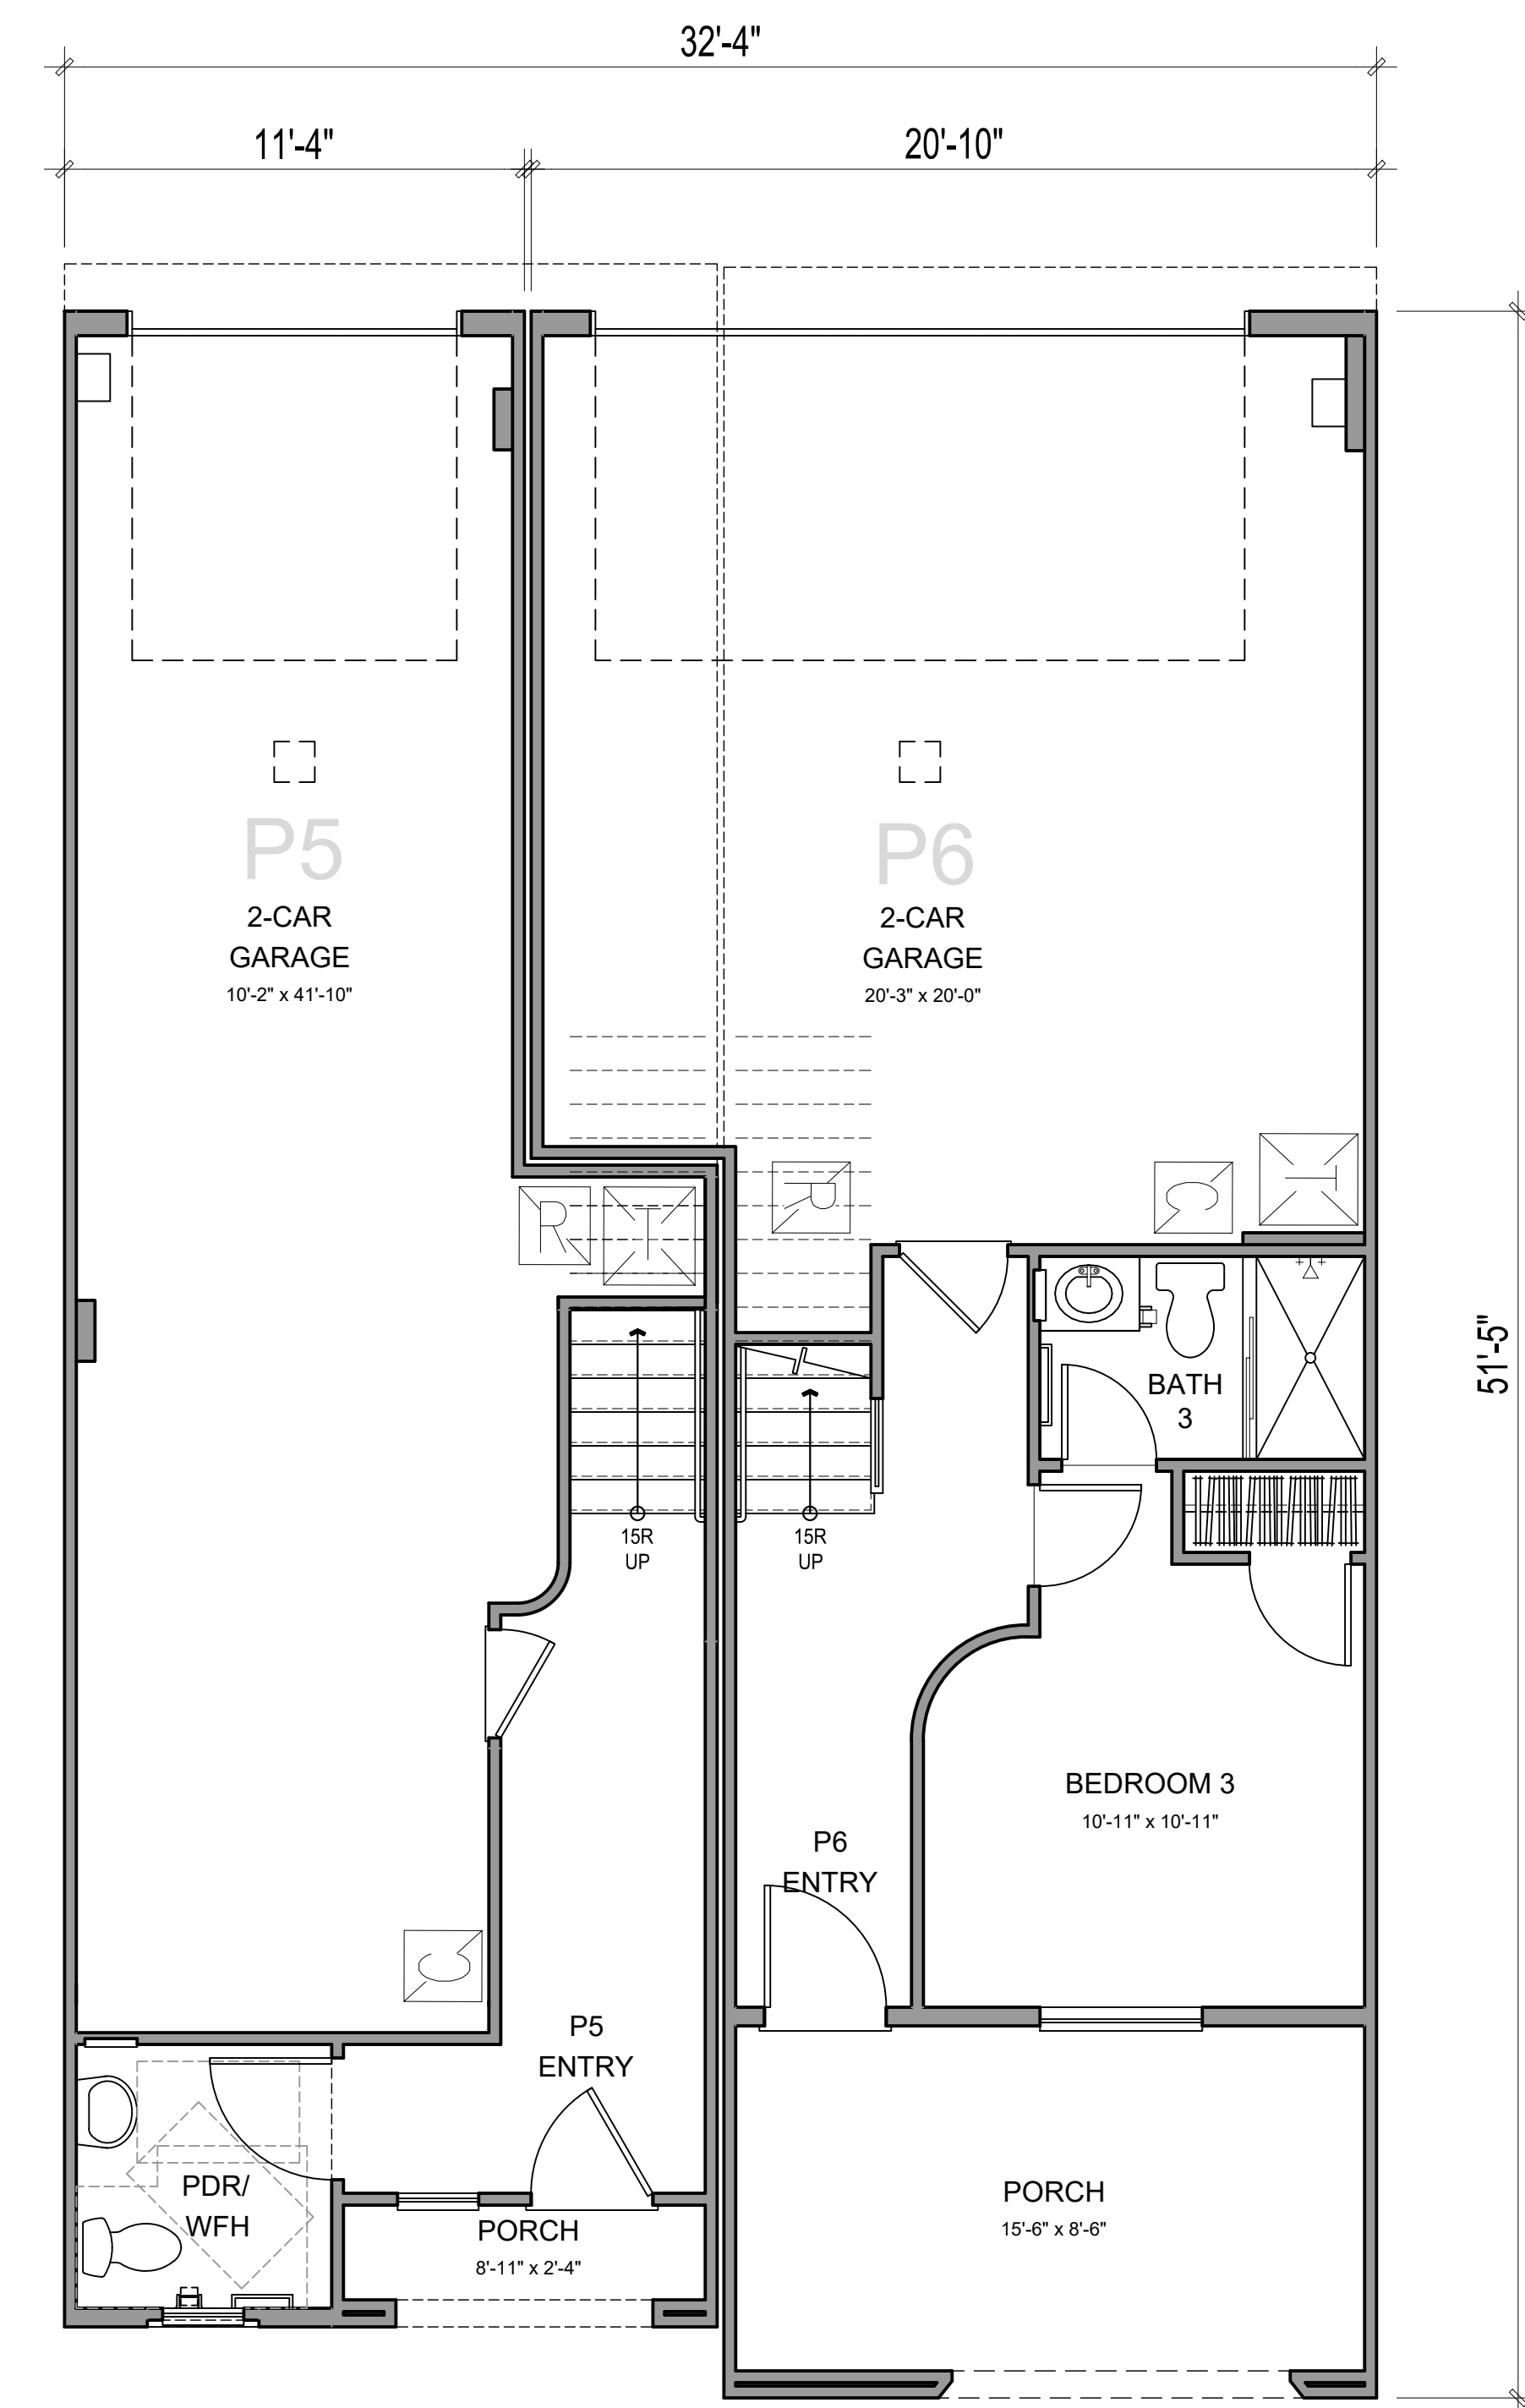 32'-4"
11'-4"
20'-10"
P5
2-CAR
GARAGE
10'-2" x 41'-10"
P6
2-CAR
GARAGE
20'-3" x 20'-0"
R
T
R
C
T
51'-5"
BATH
3
15R
UP
15R
UP
BEDROOM 3
10'-11" x 10'-11"
P6
ENTRY
C
P5
ENTRY
PDR/
WFH
PORCH
8'-11" x 2'-4"
PORCH
15'-6" x 8'-6"